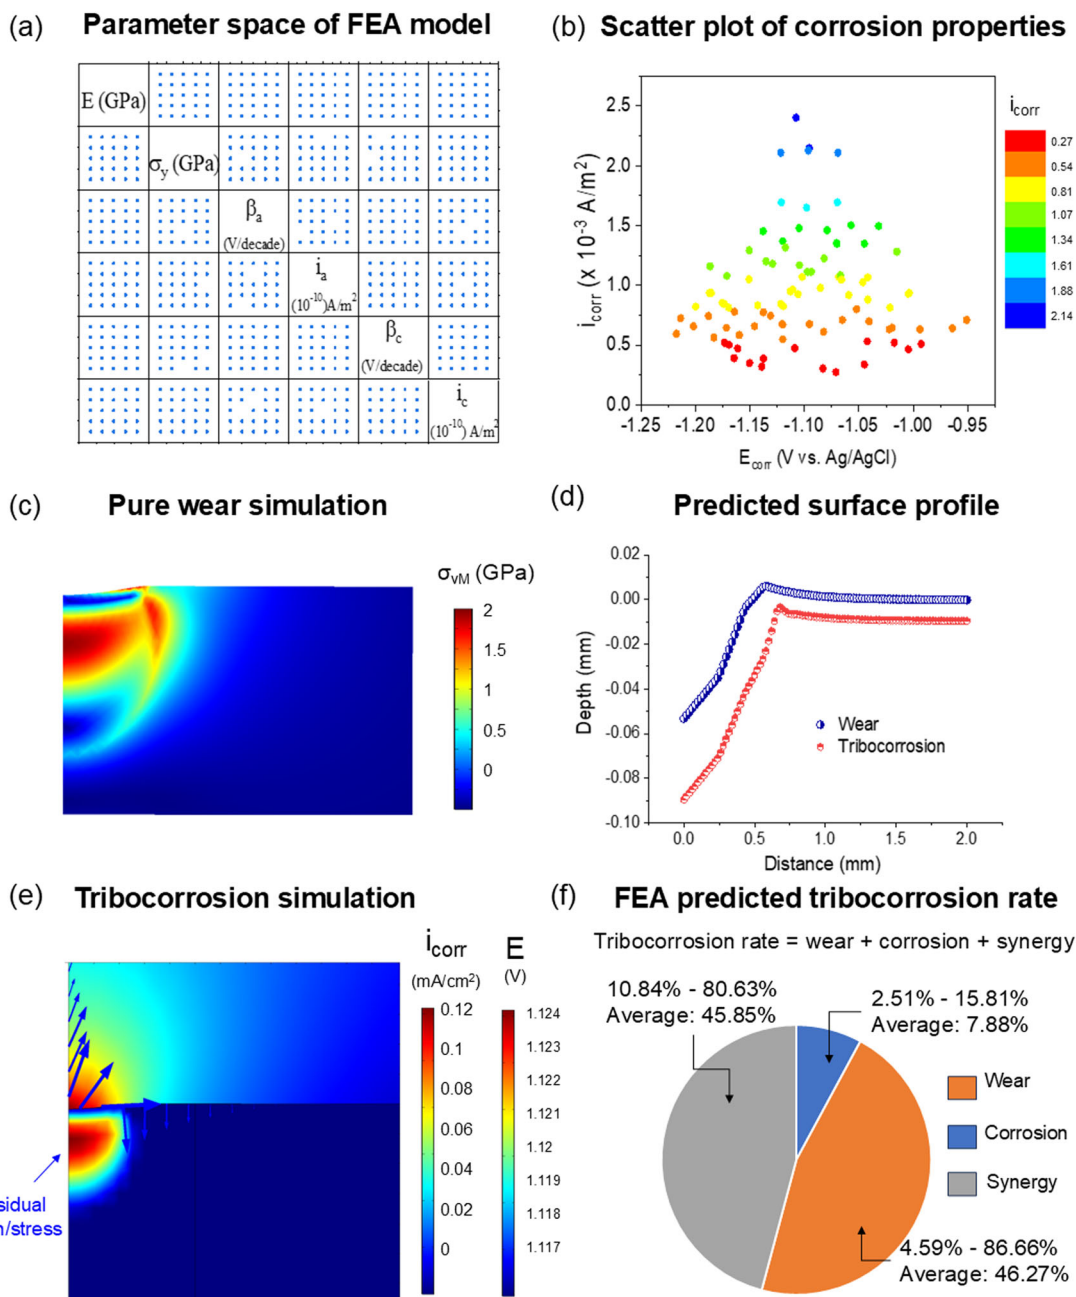 (a) Parameter space of FEA model
E (GPa)
σy (GPa)
βa
(V/decade)
ia
(10^-10)A/m^2
βc
(V/decade)
ic
(10^-10) A/m^2
(b) Scatter plot of corrosion properties
icorr (x 10^-3 A/m^2)
2.5
2.0
1.5
1.0
0.5
0.0
-1.25 -1.20 -1.15 -1.10 -1.05 -1.00 -0.95
Ecorr (V vs. Ag/AgCl)
icorr
0.27
0.54
0.81
1.07
1.34
1.61
1.88
2.14
(c) Pure wear simulation
σvM (GPa)
2
1.5
1
0.5
0
(d) Predicted surface profile
Depth (mm)
0.02
0.00
-0.02
-0.04
-0.06
-0.08
-0.10
Wear
Tribocorrosion
0.0 0.5 1.0 1.5 2.0
Distance (mm)
(e) Tribocorrosion simulation
icorr
(mA/cm^2)
0.12
0.1
0.08
0.06
0.04
0.02
0
E
(V)
1.124
1.123
1.122
1.121
1.12
1.119
1.118
1.117
sidual
n/stress
(f) FEA predicted tribocorrosion rate
Tribocorrosion rate = wear + corrosion + synergy
10.84% - 80.63%
Average: 45.85%
2.51% - 15.81%
Average: 7.88%
Wear
Corrosion
Synergy
4.59% - 86.66%
Average: 46.27%